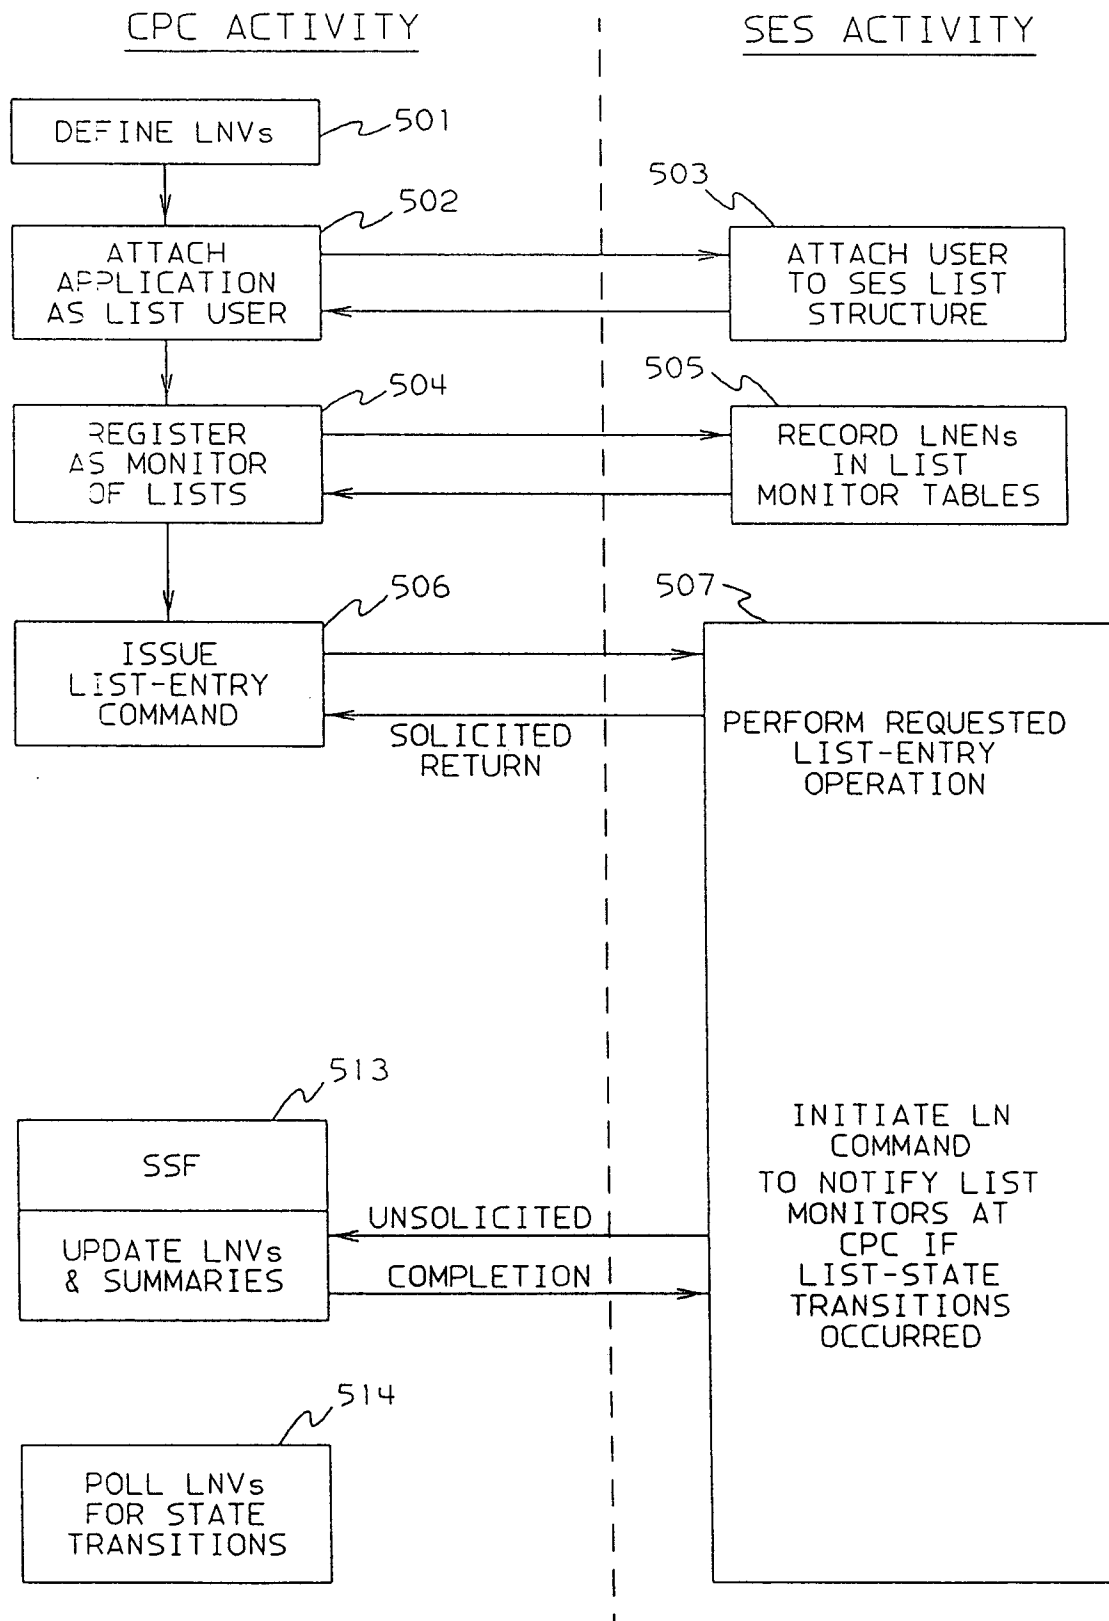 CPC ACTIVITY
SES ACTIVITY
DEFINE LNVs
501
502
ATTACH
APPLICATION
AS LIST USER
503
ATTACH USER
TO SES LIST
STRUCTURE
504
REGISTER
AS MONITOR
OF LISTS
505
RECORD LNENs
IN LIST
MONITOR TABLES
506
ISSUE
LIST-ENTRY
COMMAND
SOLICITED
RETURN
507
PERFORM REQUESTED
LIST-ENTRY
OPERATION
513
SSF
UPDATE LNVs
& SUMMARIES
UNSOLICITED
COMPLETION
INITIATE LN
COMMAND
TO NOTIFY LIST
MONITORS AT
CPC IF
LIST-STATE
TRANSITIONS
OCCURRED
514
POLL LNVs
FOR STATE
TRANSITIONS